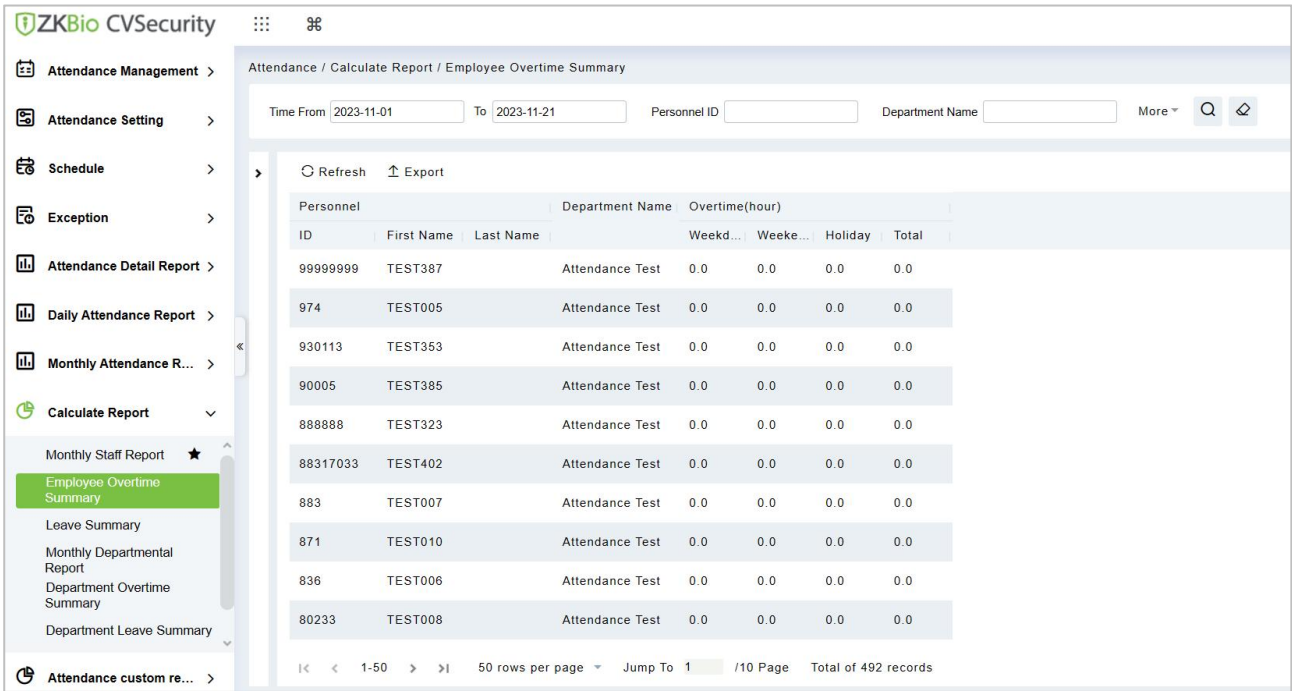 ZKBio CVSecurity
Attendance Management
Attendance Setting
Schedule
Exception
Attendance Detail Report
Daily Attendance Report
Monthly Attendance R...
Calculate Report
Monthly Staff Report
Employee Overtime
Summary
Leave Summary
Monthly Departmental
Report
Department Overtime
Summary
Department Leave Summary
Attendance custom re...
Attendance / Calculate Report / Employee Overtime Summary
Time From 2023-11-01 To 2023-11-21 Personnel ID Department Name More
Refresh Export
Personnel Department Name Overtime(hour)
ID First Name Last Name Weekd... Weeke... Holiday Total
99999999 TEST387 Attendance Test 0.0 0.0 0.0 0.0
974 TEST005 Attendance Test 0.0 0.0 0.0 0.0
930113 TEST353 Attendance Test 0.0 0.0 0.0 0.0
90005 TEST385 Attendance Test 0.0 0.0 0.0 0.0
888888 TEST323 Attendance Test 0.0 0.0 0.0 0.0
88317033 TEST402 Attendance Test 0.0 0.0 0.0 0.0
883 TEST007 Attendance Test 0.0 0.0 0.0 0.0
871 TEST010 Attendance Test 0.0 0.0 0.0 0.0
836 TEST006 Attendance Test 0.0 0.0 0.0 0.0
80233 TEST008 Attendance Test 0.0 0.0 0.0 0.0
1-50 50 rows per page Jump To 1 /10 Page Total of 492 records